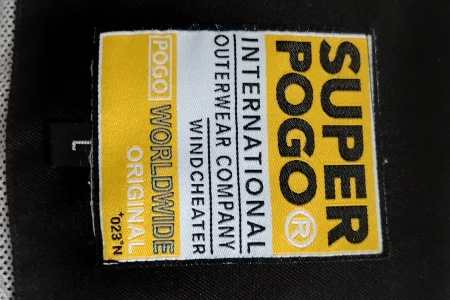 SUPER
POGO®
INTERNATIONAL
OUTERWEAR COMPANY
WINDCHEATER
POGO WORLDWIDE
ORIGINAL
+023°N
L